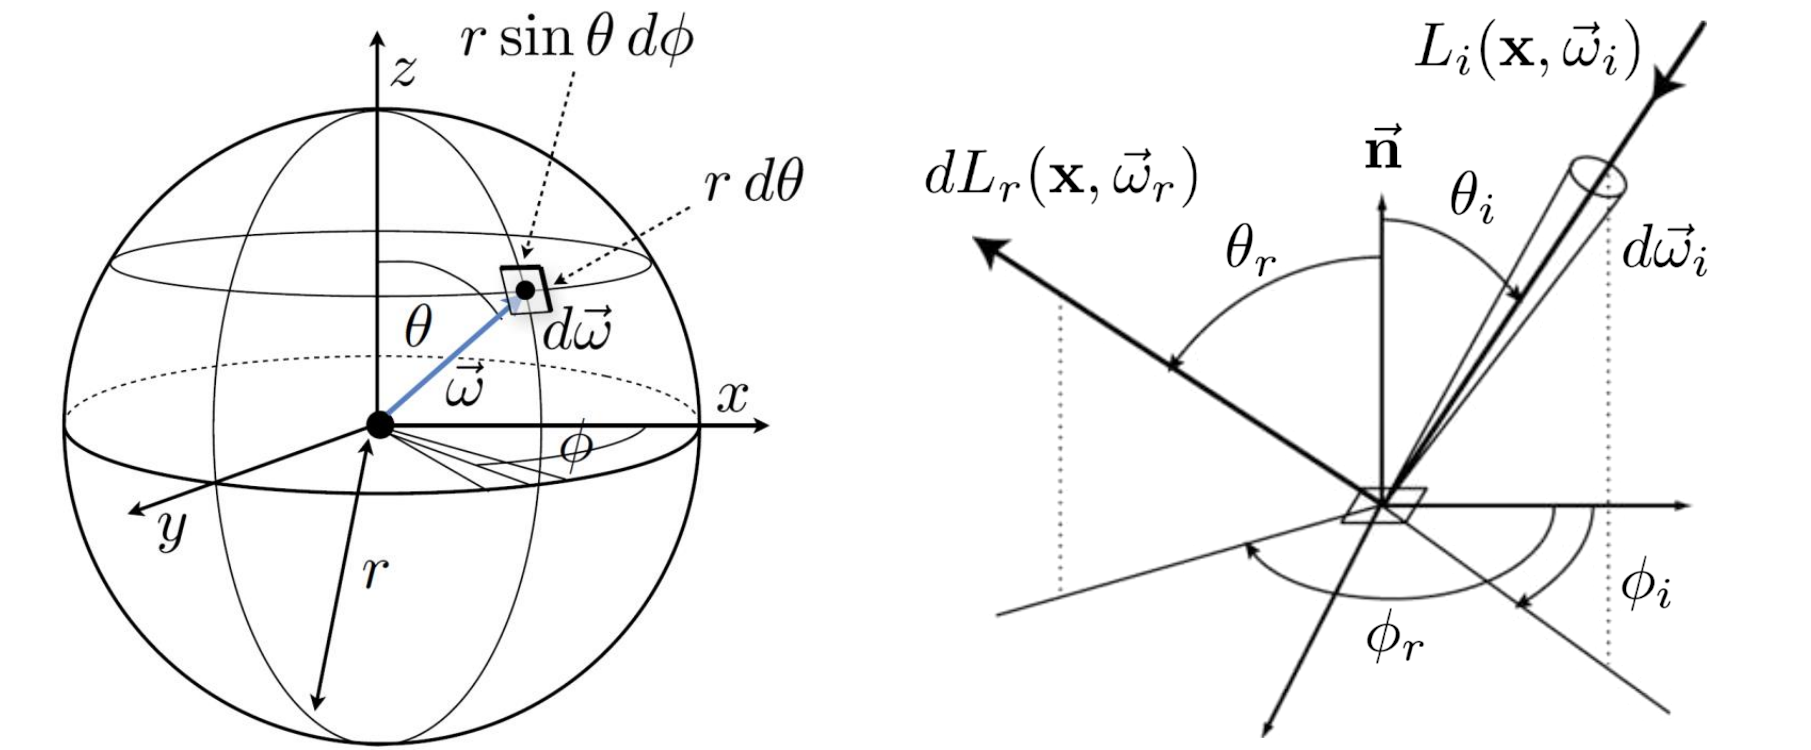 r sin θ dϕ
z
r dθ
θ
dω⃗
ω⃗
x
ϕ
y
r
L_i(x, ω⃗_i)
n⃗
dL_r(x, ω⃗_r)
θ_i
θ_r
dω⃗_i
ϕ_i
ϕ_r